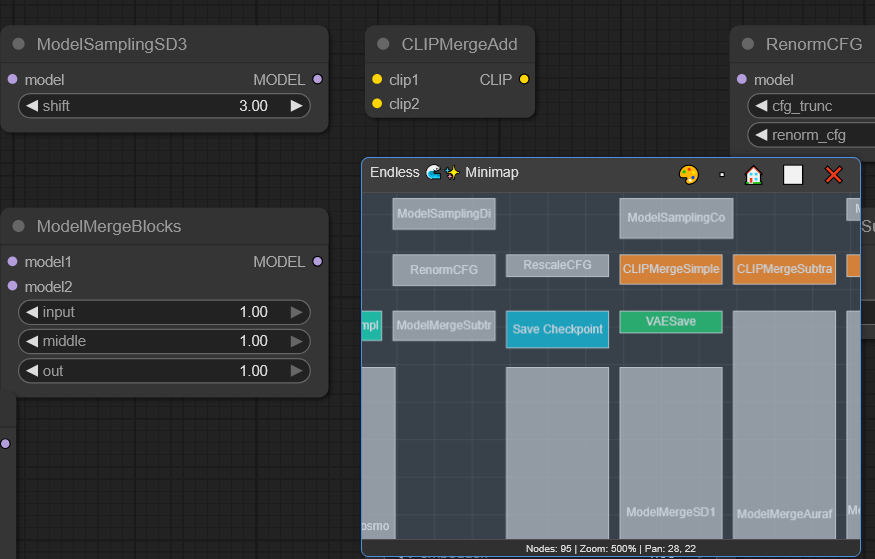 ModelSamplingSD3
model MODEL
shift 3.00
CLIPMergeAdd
clip1 CLIP
clip2
RenormCFG
model
cfg_trunc
renorm_cfg
ModelMergeBlocks
model1 MODEL
model2
input 1.00
middle 1.00
out 1.00
Endless Minimap
ModelSamplingDi
ModelSamplingCo
RenormCFG
RescaleCFG
CLIPMergeSimple
CLIPMergeSubtra
mpl
ModelMergeSubtr
Save Checkpoint
VAESave
osmo
ModelMergeSD1
ModelMergeAuraf
Nodes: 95 | Zoom: 500% | Pan: 28, 22